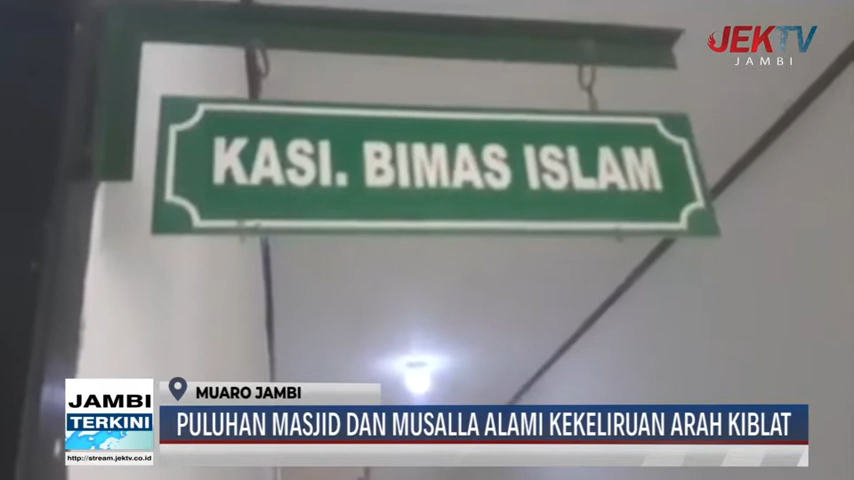 JEKTV
JAMBI
KASI. BIMAS ISLAM
MUARO JAMBI
JAMBI
TERKINI
PULUHAN MASJID DAN MUSALLA ALAMI KEKELIRUAN ARAH KIBLAT
http://stream.jektv.co.id